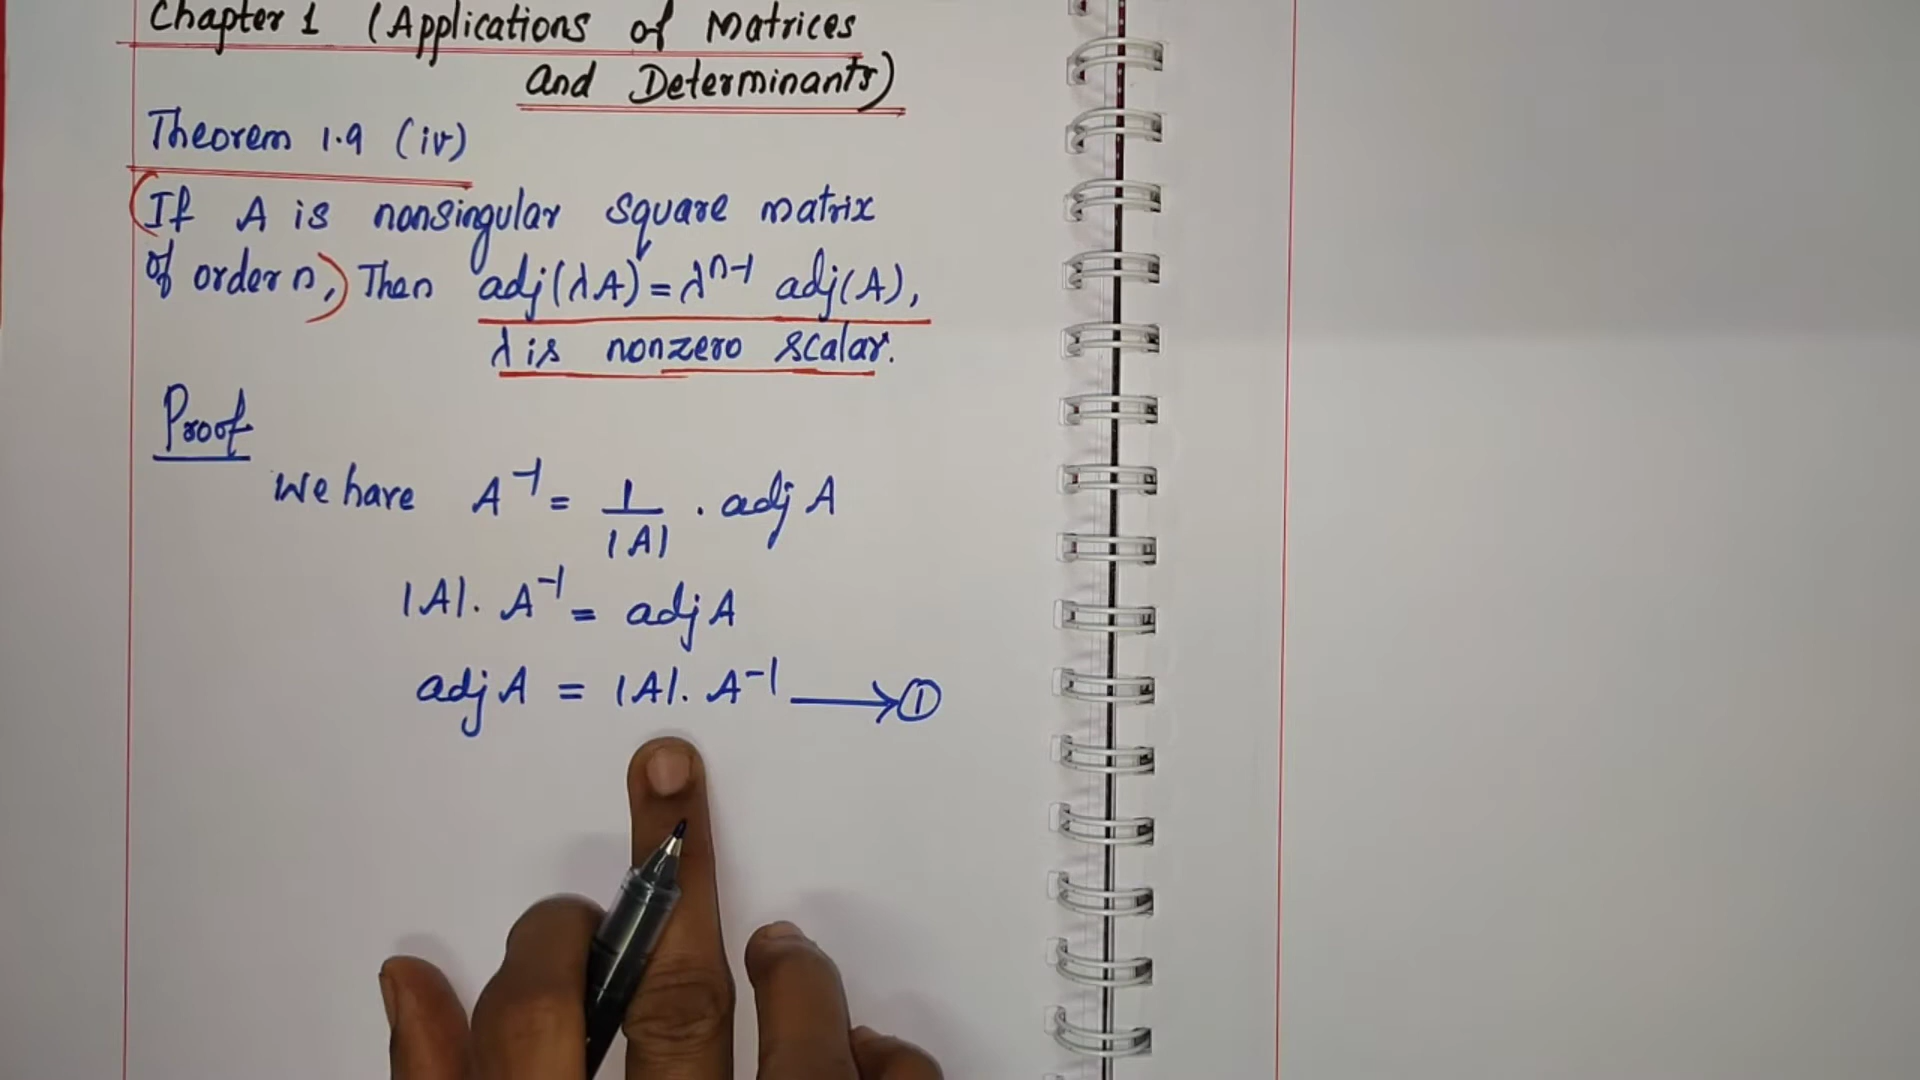 Chapter 1 (Applications of Matrices
and Determinants)
Theorem 1.9 (iv)
If A is nonsingular square matrix
of order n, Then adj(λA) = λⁿ⁻¹ adj(A),
λ is nonzero scalar.
Proof
We have A⁻¹ = 1/|A| . adj A
|A| . A⁻¹ = adj A
adj A = |A| . A⁻¹ ⟶ ①